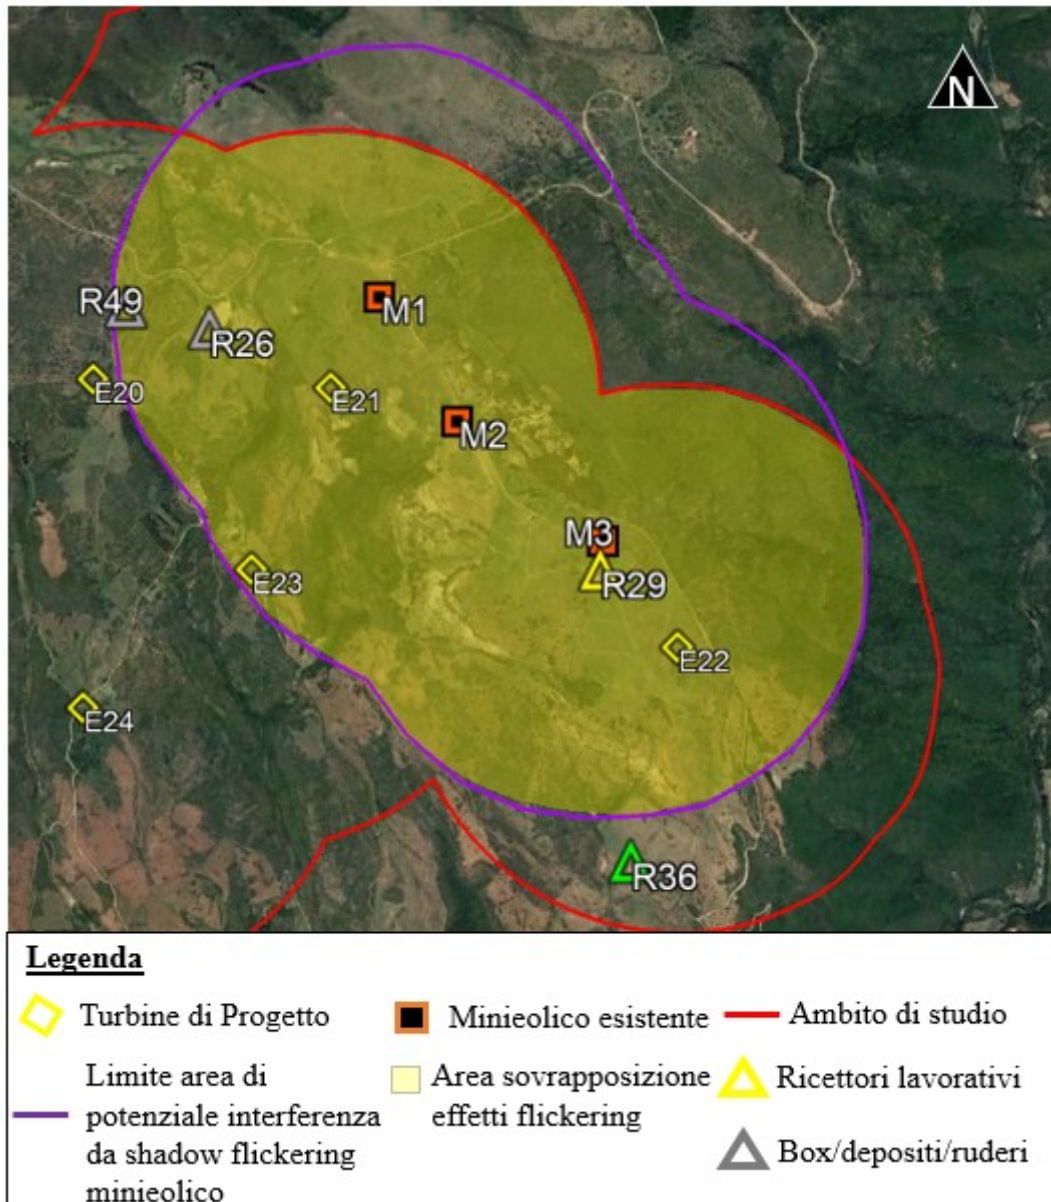 N
R49
M1
R26
E20
E21
M2
M3
E23
R29
E22
E24
R36
Legenda
Turbine di Progetto
Minieolico esistente
Ambito di studio
Limite area di
potenziale interferenza
da shadow flickering
minieolico
Area sovrapposizione
effetti flickering
Ricettori lavorativi
Box/depositi/ruderi